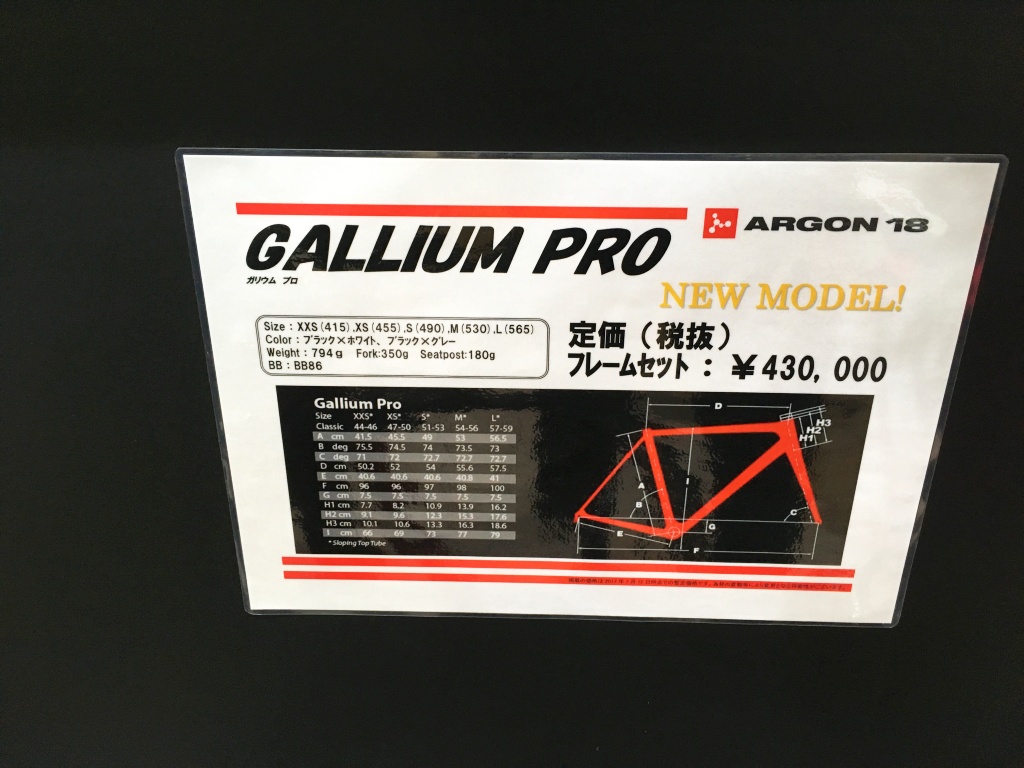 ARGON 18
GALLIUM PRO
ガリウム プロ
NEW MODEL!
Size : XXS(415),XS(455),S(490),M(530),L(565)
Color : ブラック×ホワイト、ブラック×グレー
Weight : 794g Fork:350g Seatpost:180g
BB : BB86
定価（税抜）
フレームセット : ￥430,000
Gallium Pro
Size XXS* XS* S* M* L*
Classic 44-46 47-50 51-53 54-56 57-59
A cm 41.5 45.5 49 53 56.5
B deg 75.5 74.5 74 73.5 73
C deg 71 72 72.7 72.7 72.7
D cm 50.2 52 54 55.6 57.5
E cm 40.6 40.6 40.6 40.8 41
F cm 96 96 97 98 100
G cm 7.5 7.5 7.5 7.5 7.5
H1 cm 7.7 8.2 10.9 13.9 16.2
H2 cm 9.1 9.6 12.3 15.3 17.6
H3 cm 10.1 10.6 13.3 16.3 18.6
I cm 66 69 73 77 79
* Sloping Top Tube
D
H3
H2
H1
I
A
B
C
G
E
F